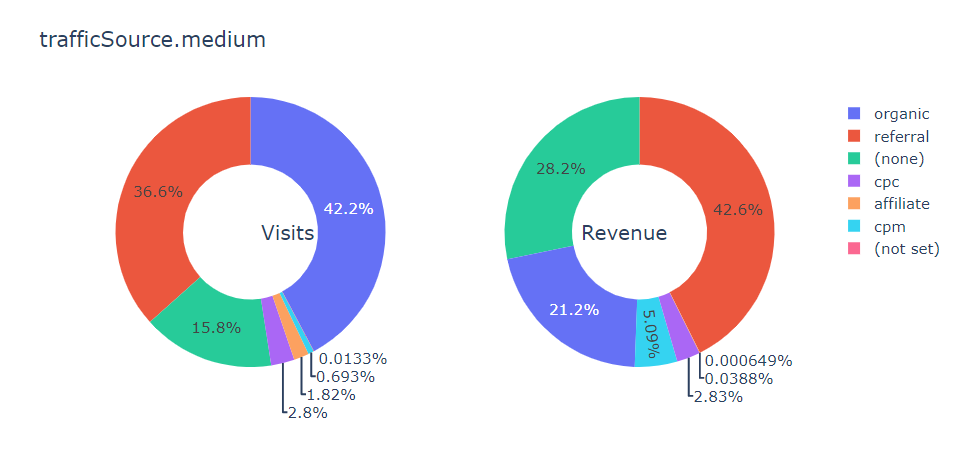 trafficSource.medium
36.6%
42.2%
Visits
15.8%
0.0133%
0.693%
1.82%
2.8%
28.2%
42.6%
Revenue
21.2%
5.09%
0.000649%
0.0388%
2.83%
organic
referral
(none)
cpc
affiliate
cpm
(not set)